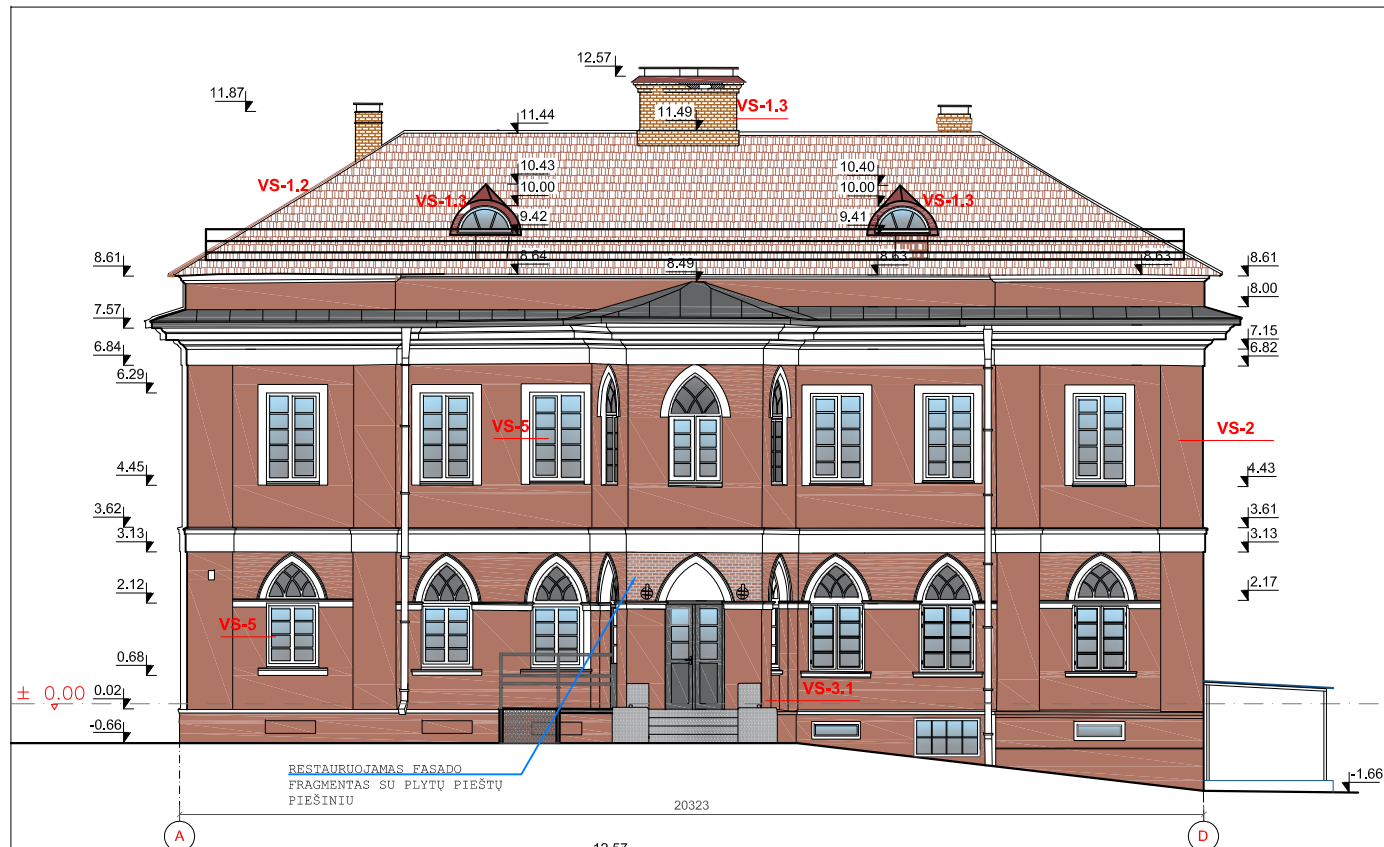 12.57
11.87
VS-1.3
11.49
11.44
10.43
10.40
VS-1.2
10.00
10.00
VS-1.3
VS-1.3
9.42
9.41
8.61
8.64
8.49
8.63
8.63
8.61
8.00
7.57
7.15
6.84
6.82
6.29
VS-5
VS-2
4.45
4.43
3.62
3.61
3.13
3.13
2.12
2.17
VS-5
0.68
± 0.00
0.02
VS-3.1
-0.66
RESTAURUOJAMAS FASADO
FRAGMENTAS SU PLYTŲ PIEŠTŲ
PIEŠINIU
-1.66
20323
A
D
12.57